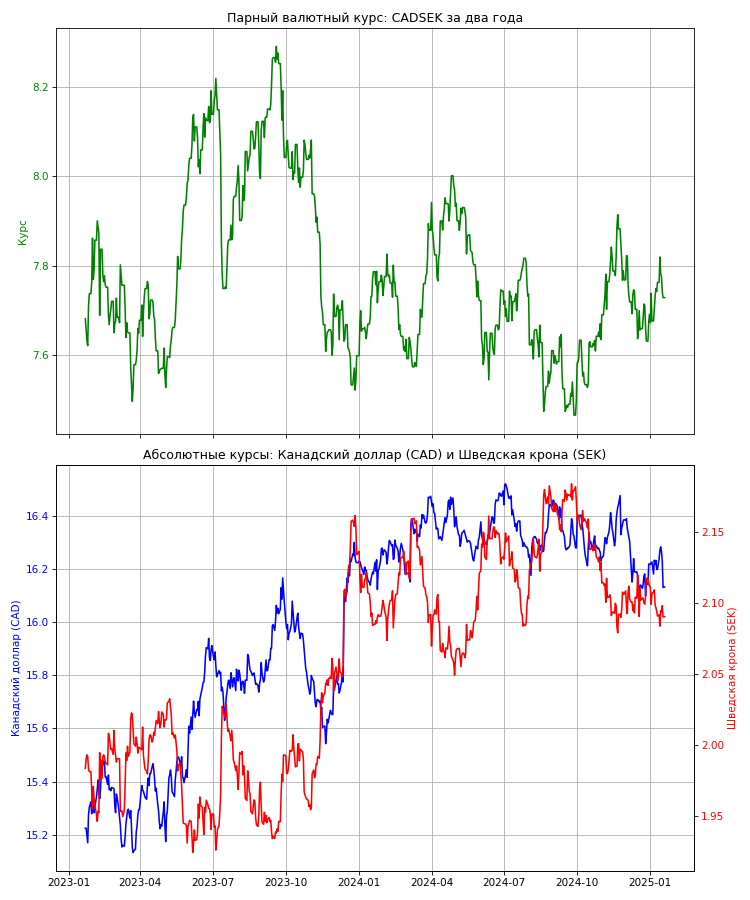 Парный валютный курс: CADSEK за два года
Курс
8.2
8.0
7.8
7.6
Абсолютные курсы: Канадский доллар (CAD) и Шведская крона (SEK)
Канадский доллар (CAD)
16.4
16.2
16.0
15.8
15.6
15.4
15.2
2.15
2.10
2.05
2.00
1.95
Шведская крона (SEK)
2023-01 2023-04 2023-07 2023-10 2024-01 2024-04 2024-07 2024-10 2025-01